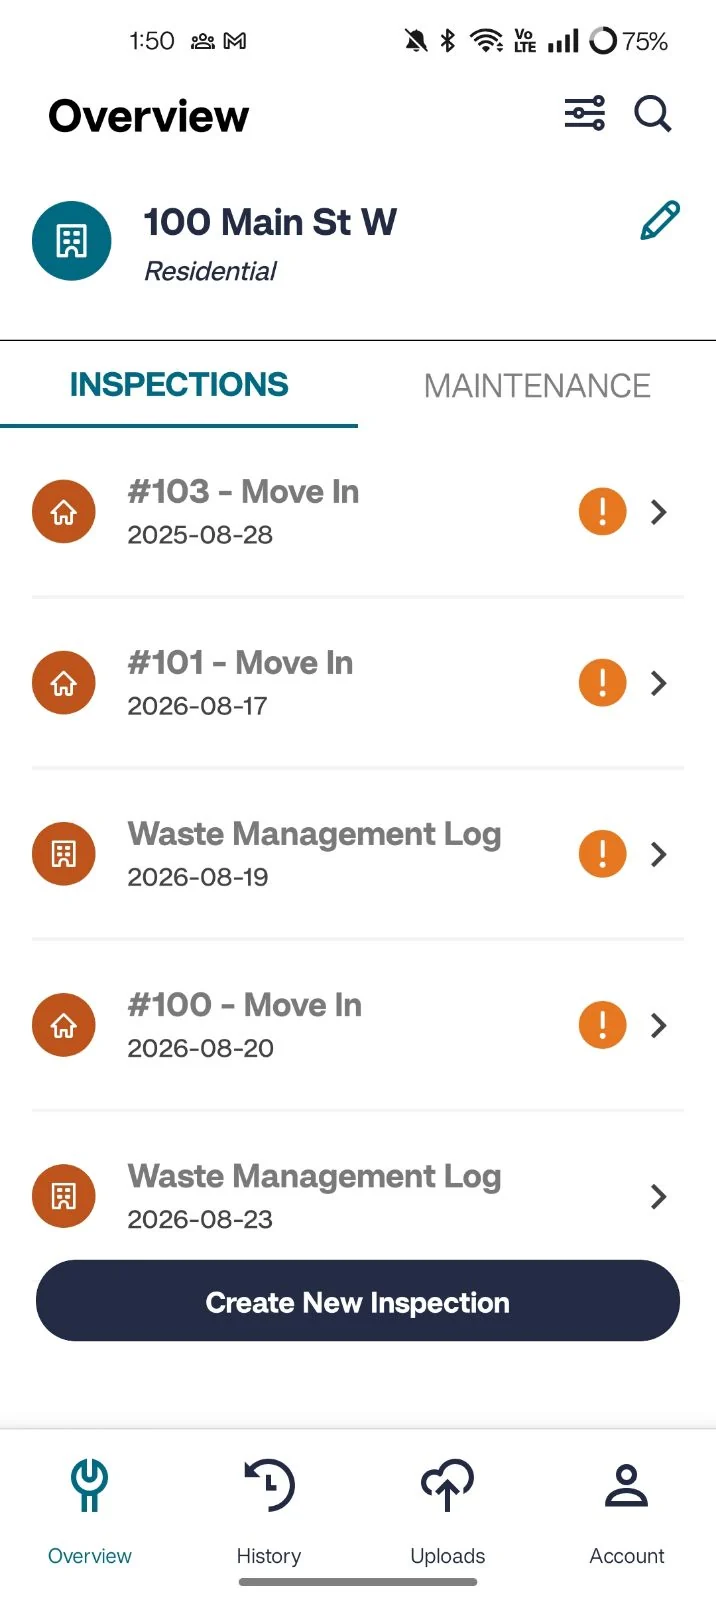 1:50
Vo
LTE
75%
Overview
100 Main St W
Residential
INSPECTIONS
MAINTENANCE
#103 - Move In
2025-08-28
#101 - Move In
2026-08-17
Waste Management Log
2026-08-19
#100 - Move In
2026-08-20
Waste Management Log
2026-08-23
Create New Inspection
Overview
History
Uploads
Account